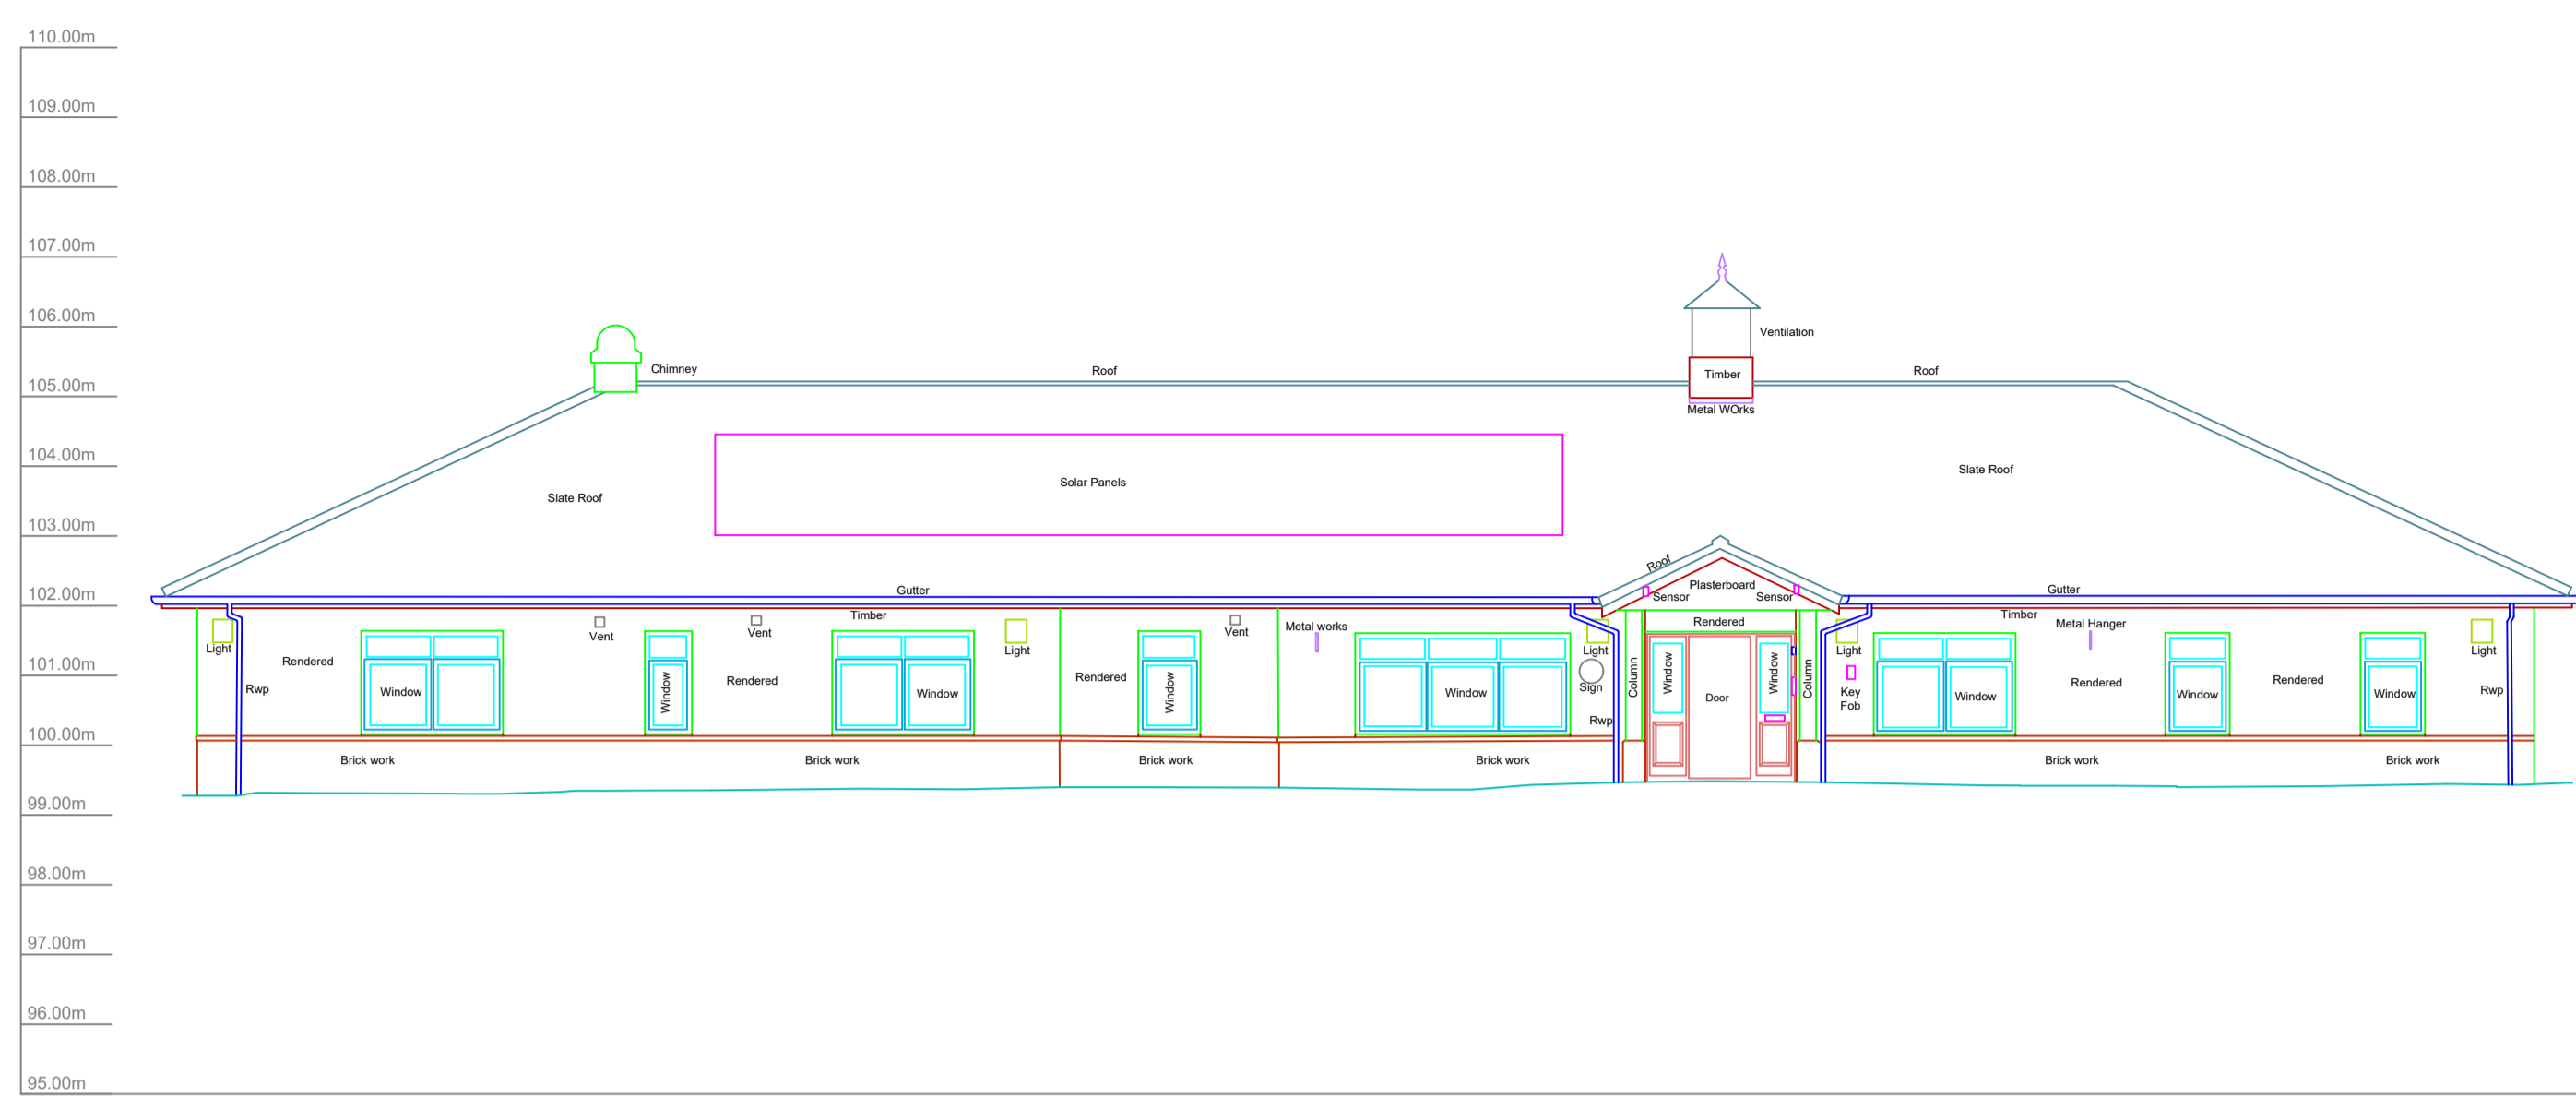 110.00m
109.00m
108.00m
107.00m
106.00m
105.00m
104.00m
103.00m
102.00m
101.00m
100.00m
99.00m
98.00m
97.00m
96.00m
95.00m
Ventilation
Chimney
Roof
Timber
Roof
Metal WOrks
Slate Roof
Solar Panels
Slate Roof
Roof
Plasterboard
Sensor
Sensor
Gutter
Gutter
Timber
Timber
Light
Vent
Vent
Light
Vent
Metal works
Light
Rendered
Light
Metal Hanger
Light
Rendered
Rwp
Window
Window
Rendered
Window
Rendered
Window
Window
Sign
Rwp
Column
Window
Door
Window
Column
Key
Fob
Window
Rendered
Window
Rendered
Window
Rwp
Brick work
Brick work
Brick work
Brick work
Brick work
Brick work